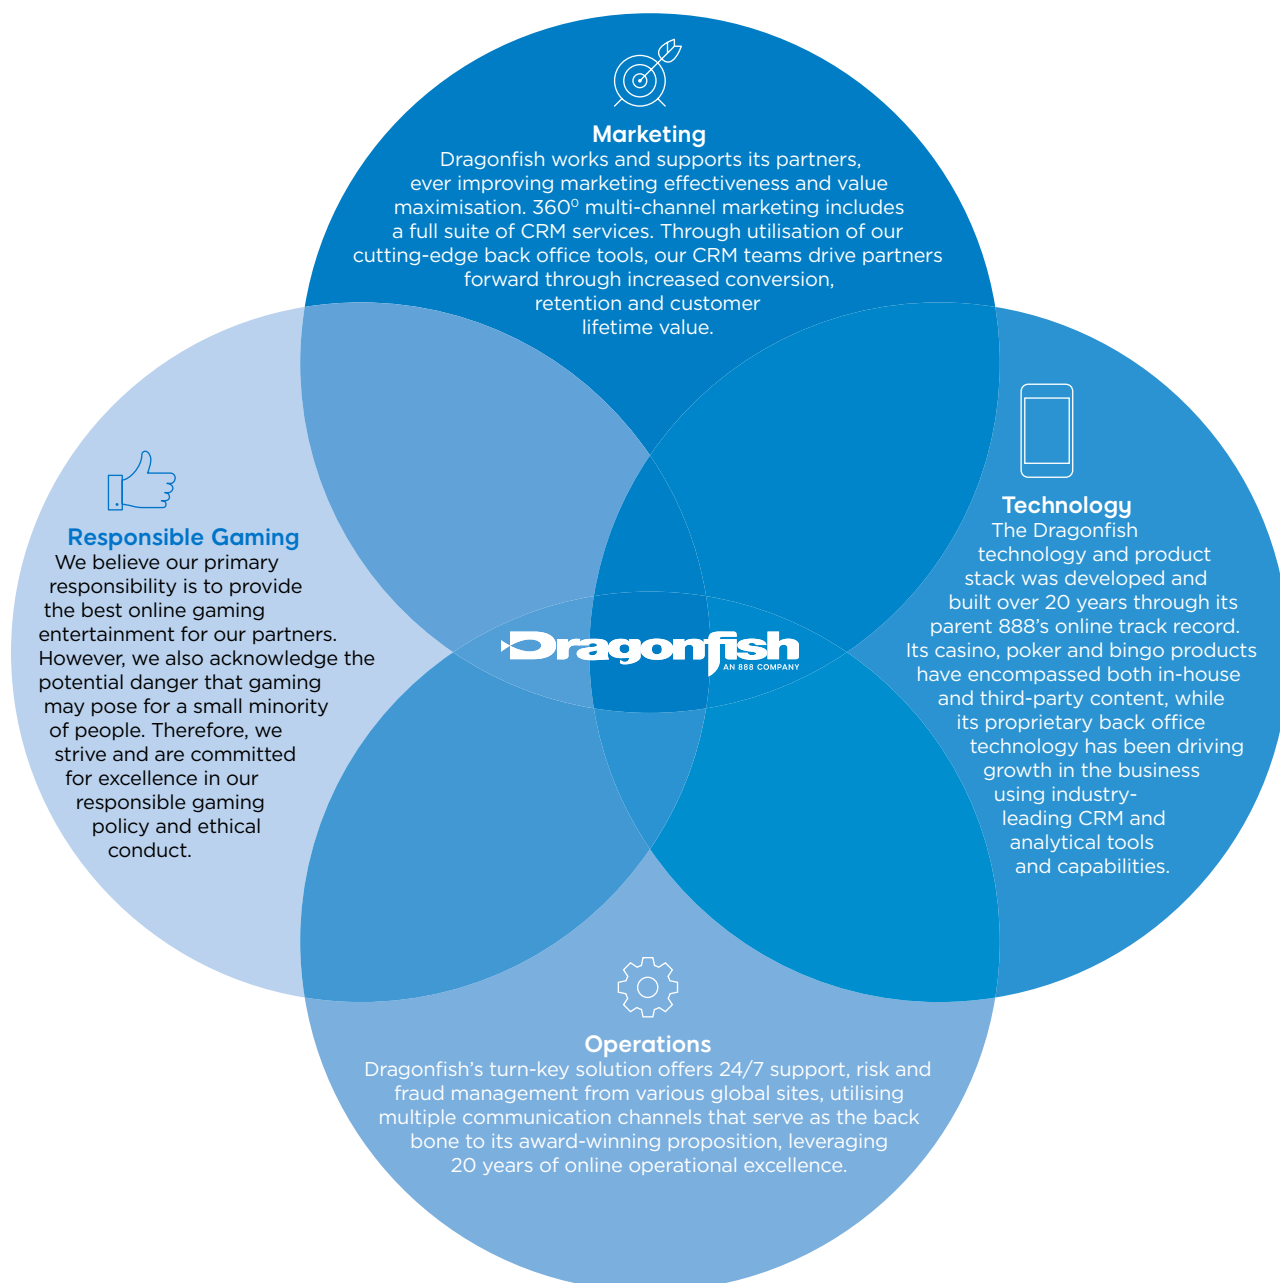 Marketing
Dragonfish works and supports its partners,
ever improving marketing effectiveness and value
maximisation. 360⁰ multi-channel marketing includes
a full suite of CRM services. Through utilisation of our
cutting-edge back office tools, our CRM teams drive partners
forward through increased conversion,
retention and customer
lifetime value.
Responsible Gaming
We believe our primary
responsibility is to provide
the best online gaming
entertainment for our partners.
However, we also acknowledge the
potential danger that gaming
may pose for a small minority
of people. Therefore, we
strive and are committed
for excellence in our
responsible gaming
policy and ethical
conduct.
Dragonfish
AN 888 COMPANY
Technology
The Dragonfish
technology and product
stack was developed and
built over 20 years through its
parent 888's online track record.
Its casino, poker and bingo products
have encompassed both in-house
and third-party content, while
its proprietary back office
technology has been driving
growth in the business
using industry-
leading CRM and
analytical tools
and capabilities.
Operations
Dragonfish's turn-key solution offers 24/7 support, risk and
fraud management from various global sites, utilising
multiple communication channels that serve as the back
bone to its award-winning proposition, leveraging
20 years of online operational excellence.